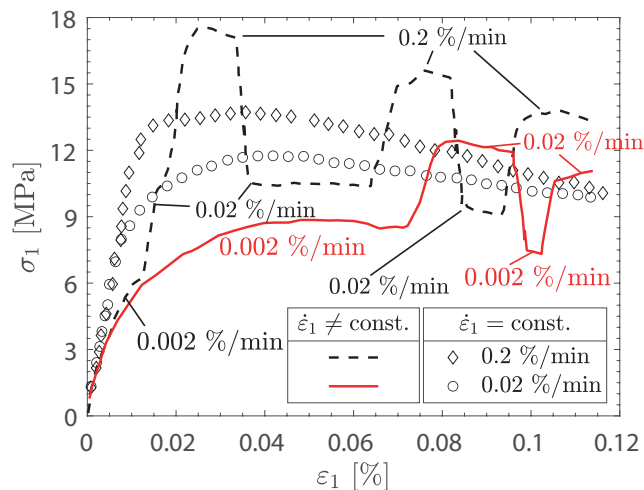 18
15
12
9
6
3
0
σ₁ [MPa]
0.2 %/min
0.02 %/min
0.02 %/min
0.002 %/min
0.002 %/min
0.02 %/min
0.002 %/min
ε̇₁ ≠ const.
ε̇₁ = const.
0.2 %/min
0.02 %/min
0 0.02 0.04 0.06 0.08 0.1 0.12
ε₁ [%]